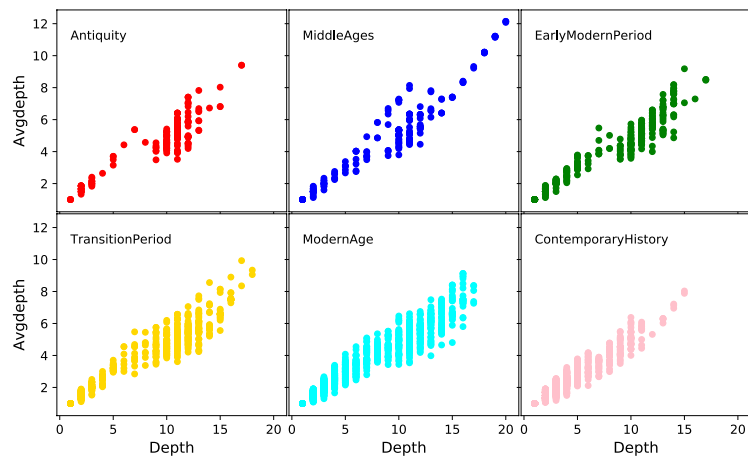 Antiquity MiddleAges EarlyModernPeriod
12
10
8
6
4
2
Avgdepth
TransitionPeriod ModernAge ContemporaryHistory
12
10
8
6
4
2
Avgdepth
0 5 10 15 20 0 5 10 15 20 0 5 10 15 20
Depth Depth Depth